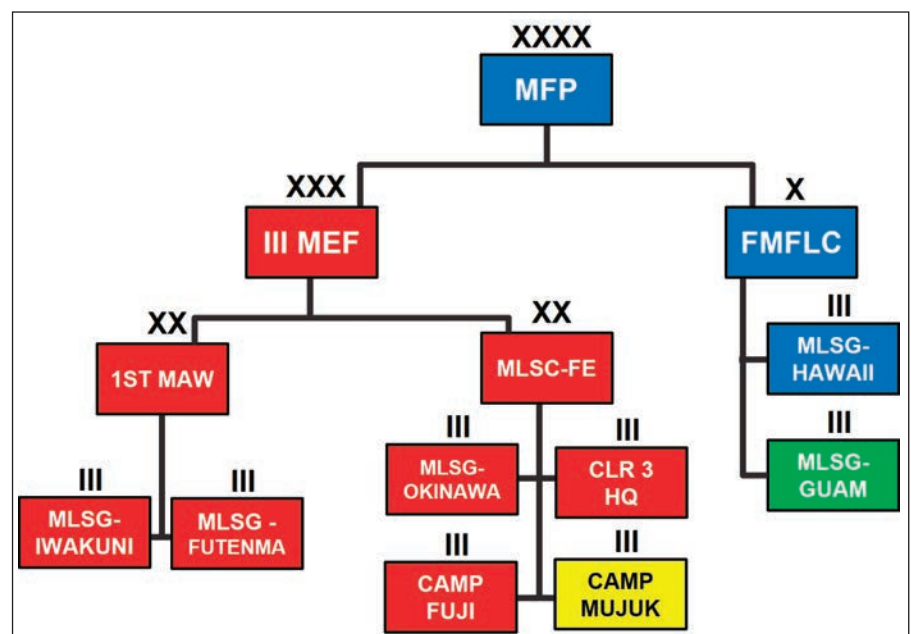 XXXX
MFP
XXX
III MEF
X
FMFLC
XX
1ST MAW
XX
MLSC-FE
III
MLSG-
HAWAII
III
MLSG-
GUAM
III
MLSG-
IWAKUNI
III
MLSG -
FUTENMA
III
MLSG-
OKINAWA
III
CLR 3
HQ
III
CAMP
FUJI
III
CAMP
MUJUK